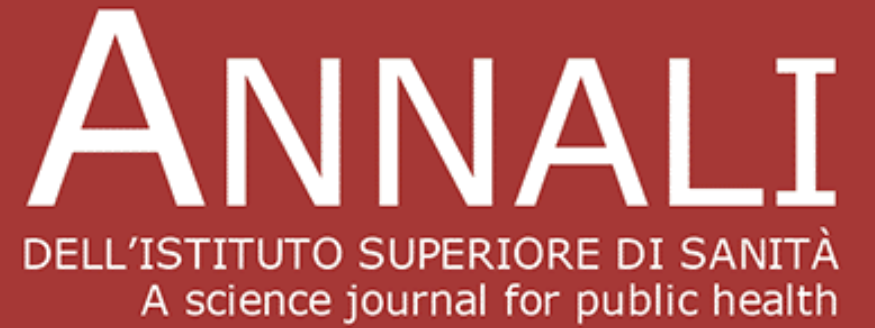 ANNALI
DELL'ISTITUTO SUPERIORE DI SANITÀ
A science journal for public health